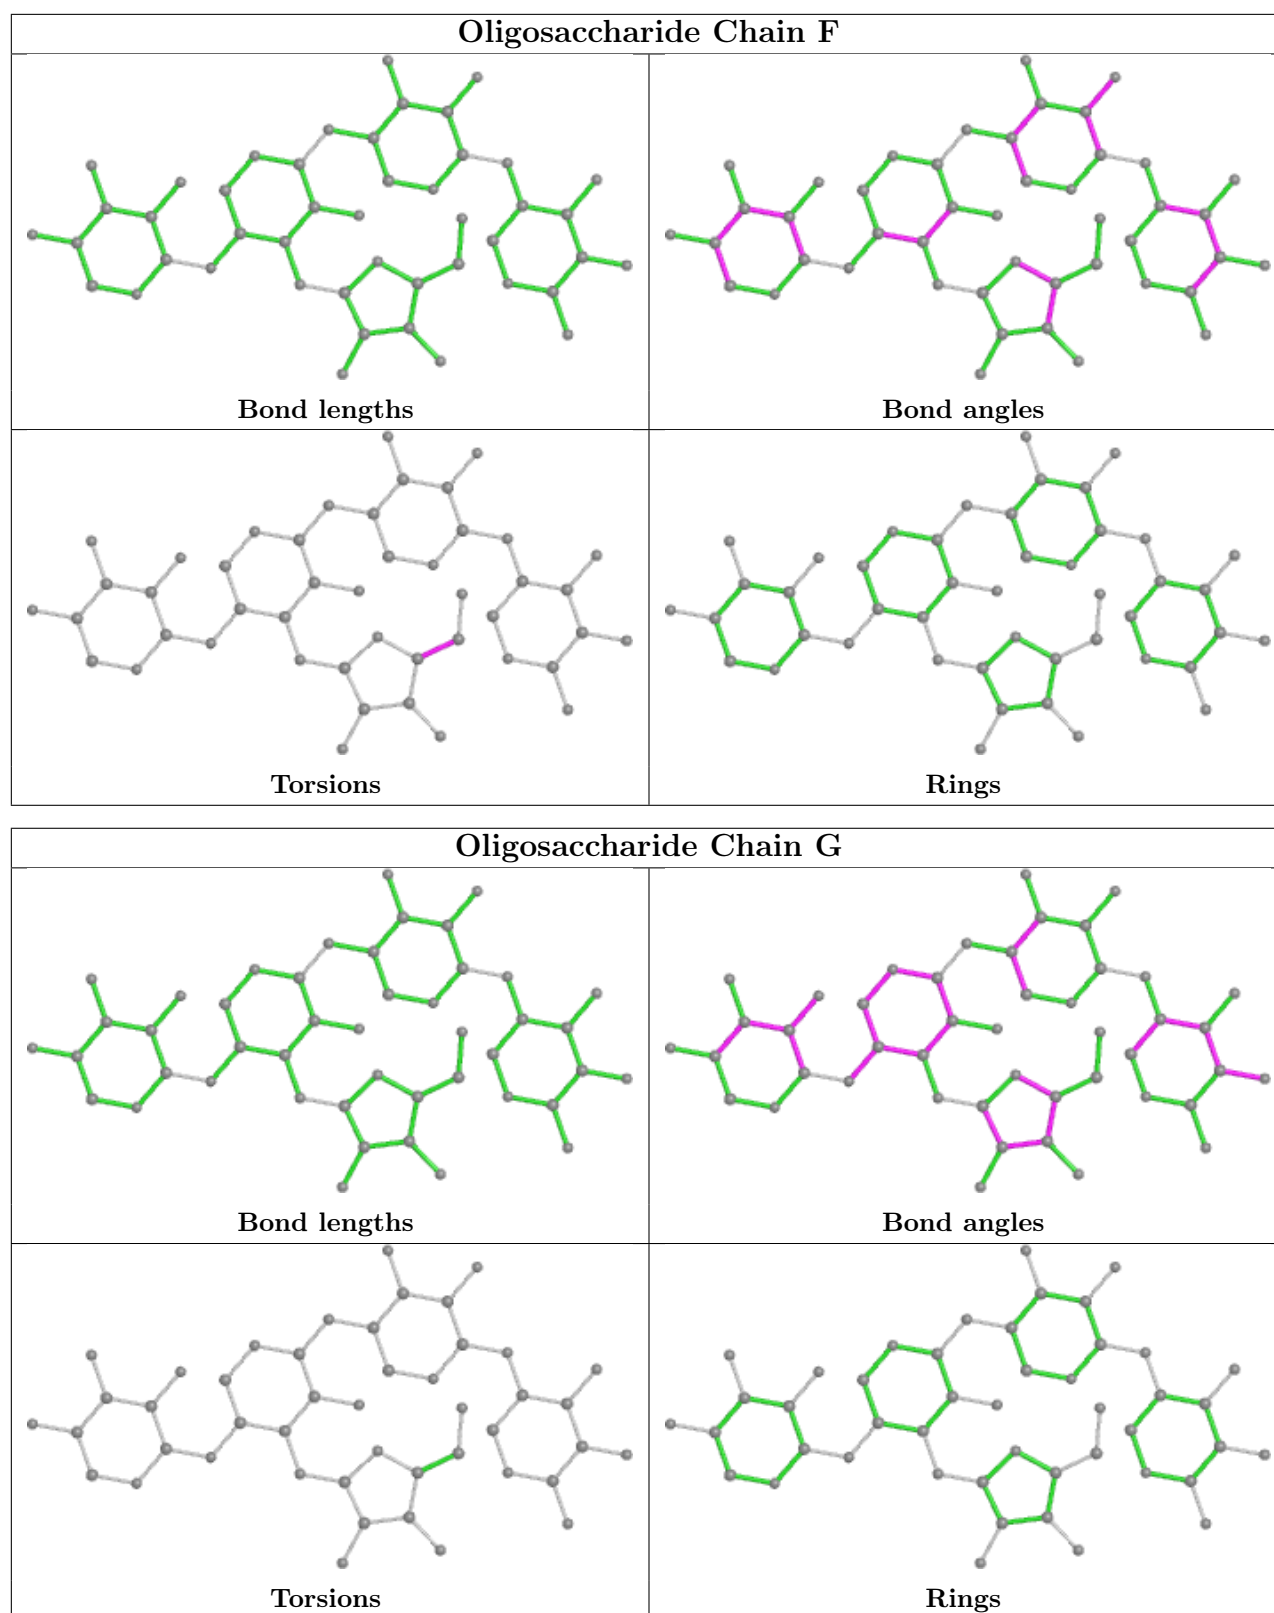 Oligosaccharide Chain F
Bond lengths
Bond angles
Torsions
Rings
Oligosaccharide Chain G
Bond lengths
Bond angles
Torsions
Rings